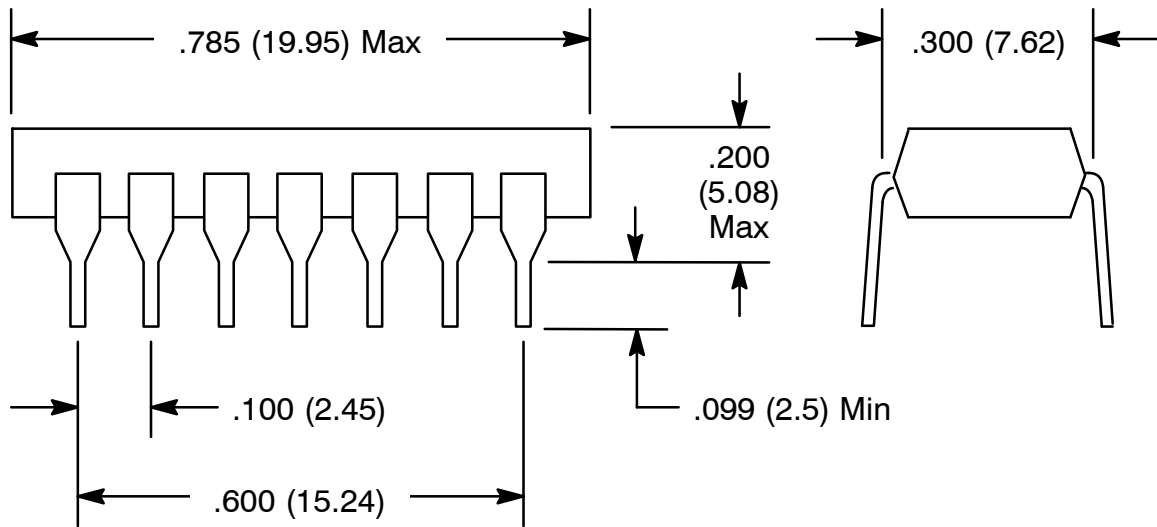 .785 (19.95) Max
.300 (7.62)
.200
(5.08)
Max
.100 (2.45)
.099 (2.5) Min
.600 (15.24)